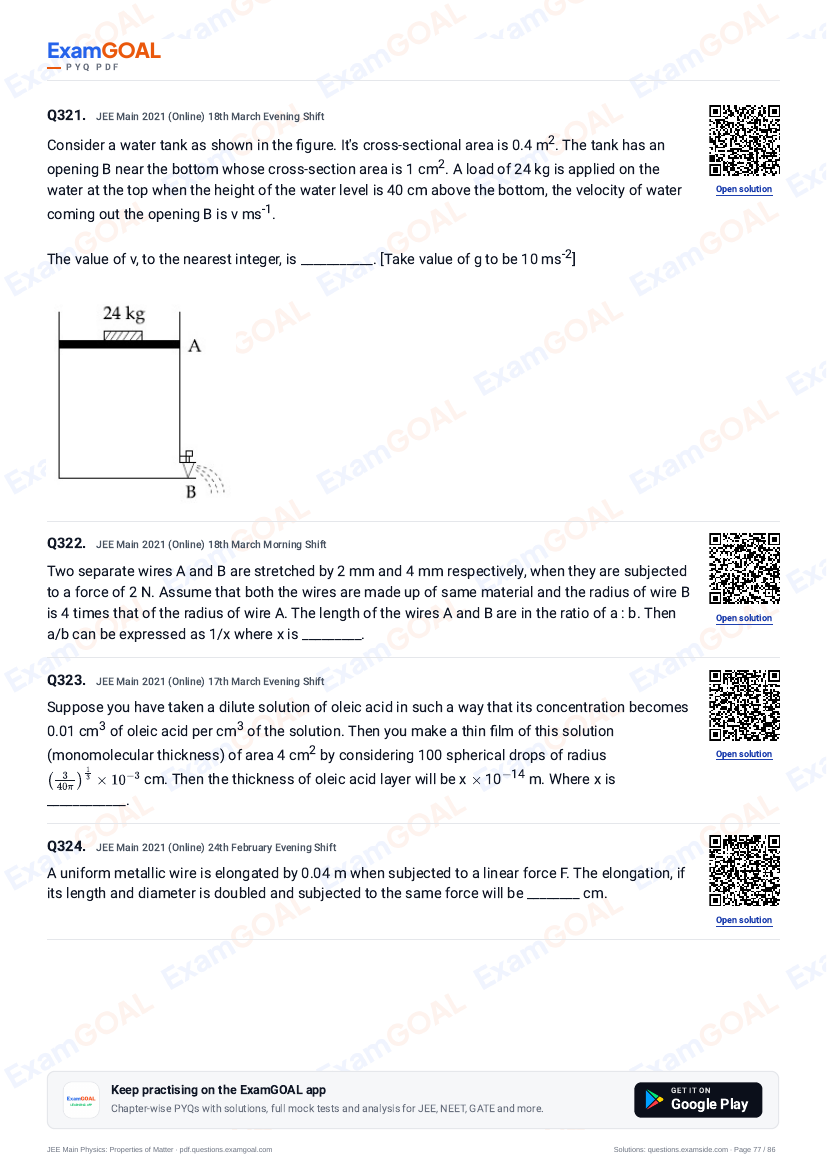 ExamGOAL
PYQ PDF
Q321. JEE Main 2021 (Online) 18th March Evening Shift
Consider a water tank as shown in the figure. It's cross-sectional area is 0.4 m². The tank has an
opening B near the bottom whose cross-section area is 1 cm². A load of 24 kg is applied on the
water at the top when the height of the water level is 40 cm above the bottom, the velocity of water
coming out the opening B is v ms⁻¹.
Open solution
The value of v, to the nearest integer, is __________. [Take value of g to be 10 ms⁻²]
24 kg
A
B
Q322. JEE Main 2021 (Online) 18th March Morning Shift
Two separate wires A and B are stretched by 2 mm and 4 mm respectively, when they are subjected
to a force of 2 N. Assume that both the wires are made up of same material and the radius of wire B
is 4 times that of the radius of wire A. The length of the wires A and B are in the ratio of a : b. Then
a/b can be expressed as 1/x where x is _________.
Open solution
Q323. JEE Main 2021 (Online) 17th March Evening Shift
Suppose you have taken a dilute solution of oleic acid in such a way that its concentration becomes
0.01 cm³ of oleic acid per cm³ of the solution. Then you make a thin film of this solution
(monomolecular thickness) of area 4 cm² by considering 100 spherical drops of radius
(3/40π)^(1/3) × 10⁻³ cm. Then the thickness of oleic acid layer will be x × 10⁻¹⁴ m. Where x is
___________.
Open solution
Q324. JEE Main 2021 (Online) 24th February Evening Shift
A uniform metallic wire is elongated by 0.04 m when subjected to a linear force F. The elongation, if
its length and diameter is doubled and subjected to the same force will be ________ cm.
Open solution
Keep practising on the ExamGOAL app
Chapter-wise PYQs with solutions, full mock tests and analysis for JEE, NEET, GATE and more.
GET IT ON
Google Play
JEE Main Physics: Properties of Matter · pdf.questions.examgoal.com
Solutions: questions.examside.com · Page 77 / 86